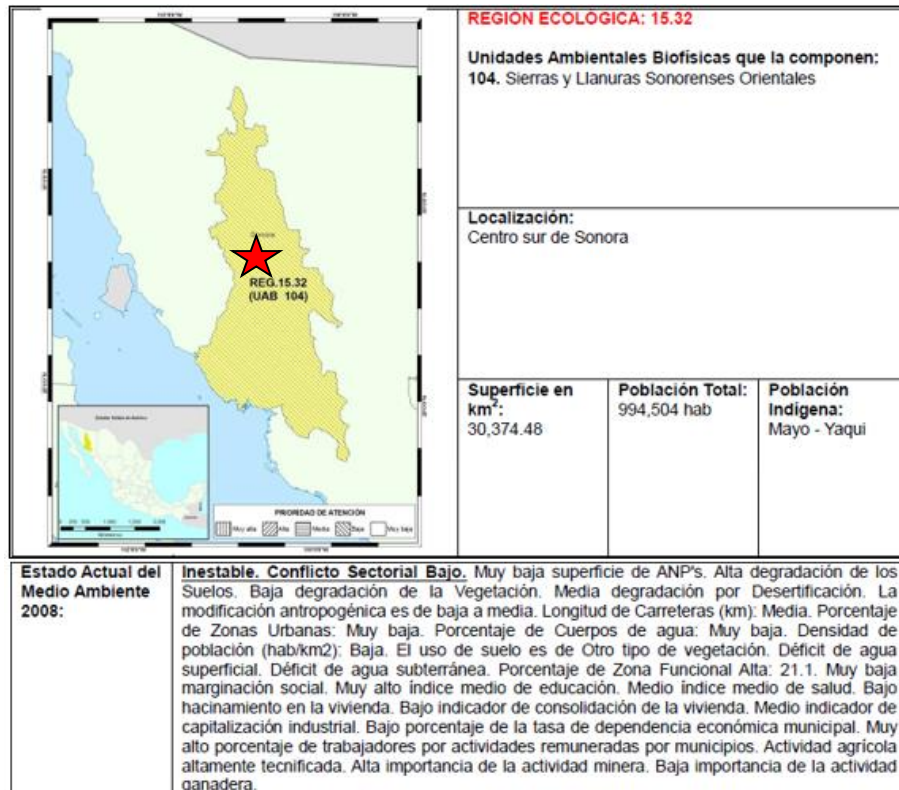 REGIÓN ECOLÓGICA: 15.32
Unidades Ambientales Biofísicas que la componen:
104. Sierras y Llanuras Sonorenses Orientales
Localización:
Centro sur de Sonora
REG.15.32
(UAB 104)
Superficie en km²:
30,374.48
Población Total:
994,504 hab
Población Indígena:
Mayo - Yaqui
PRIORIDAD DE ATENCIÓN
Muy alta
Alta
Media
Baja
Muy baja
Estado Actual del
Medio Ambiente
2008:
Inestable. Conflicto Sectorial Bajo. Muy baja superficie de ANP's. Alta degradación de los
Suelos. Baja degradación de la Vegetación. Media degradación por Desertificación. La
modificación antropogénica es de baja a media. Longitud de Carreteras (km): Media. Porcentaje
de Zonas Urbanas: Muy baja. Porcentaje de Cuerpos de agua: Muy baja. Densidad de
población (hab/km2): Baja. El uso de suelo es de Otro tipo de vegetación. Déficit de agua
superficial. Déficit de agua subterránea. Porcentaje de Zona Funcional Alta: 21.1. Muy baja
marginación social. Muy alto índice medio de educación. Medio índice medio de salud. Bajo
hacinamiento en la vivienda. Bajo indicador de consolidación de la vivienda. Medio indicador de
capitalización industrial. Bajo porcentaje de la tasa de dependencia económica municipal. Muy
alto porcentaje de trabajadores por actividades remuneradas por municipios. Actividad agrícola
altamente tecnificada. Alta importancia de la actividad minera. Baja importancia de la actividad
ganadera.